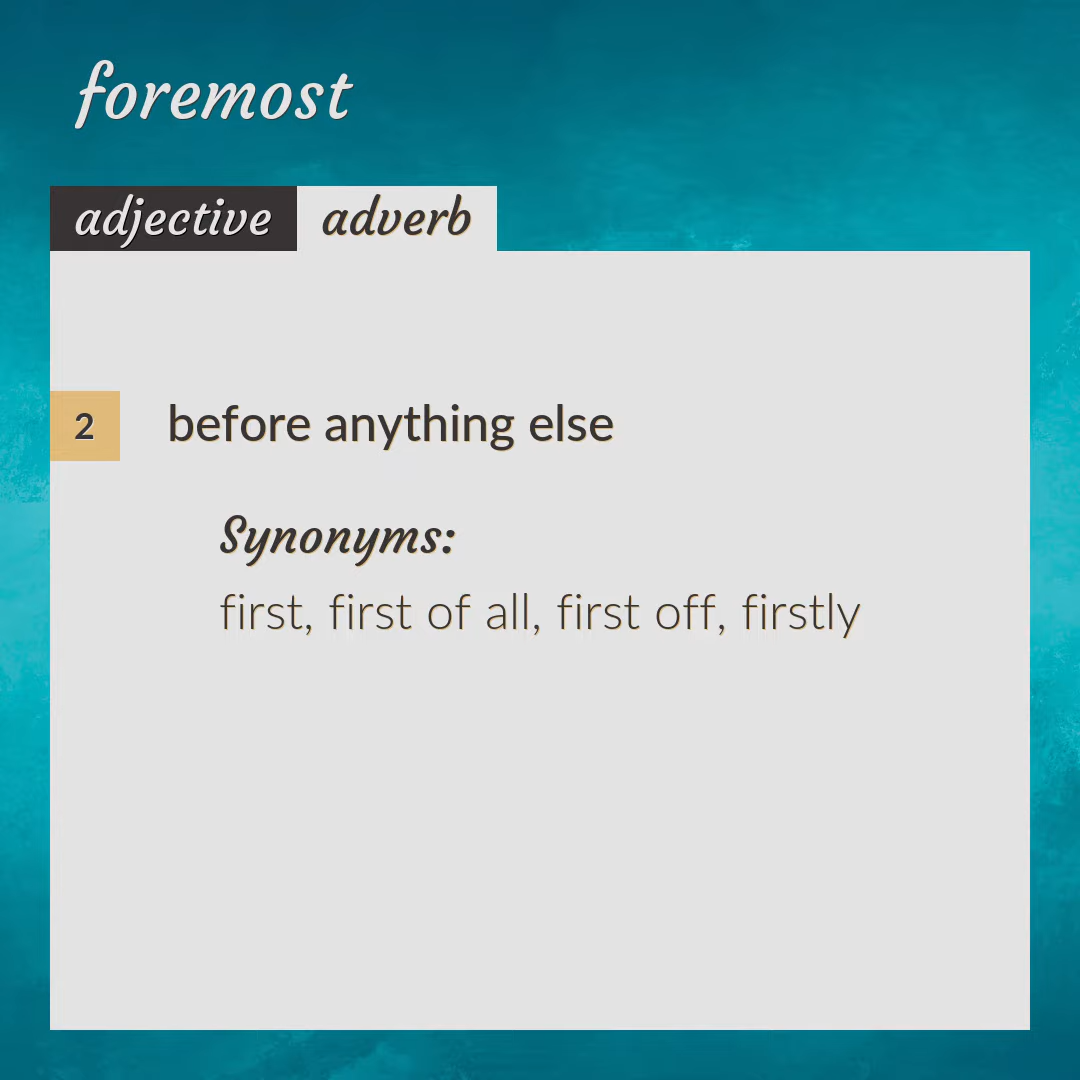 foremost
adjective adverb
2 before anything else
Synonyms:
first, first of all, first off, firstly